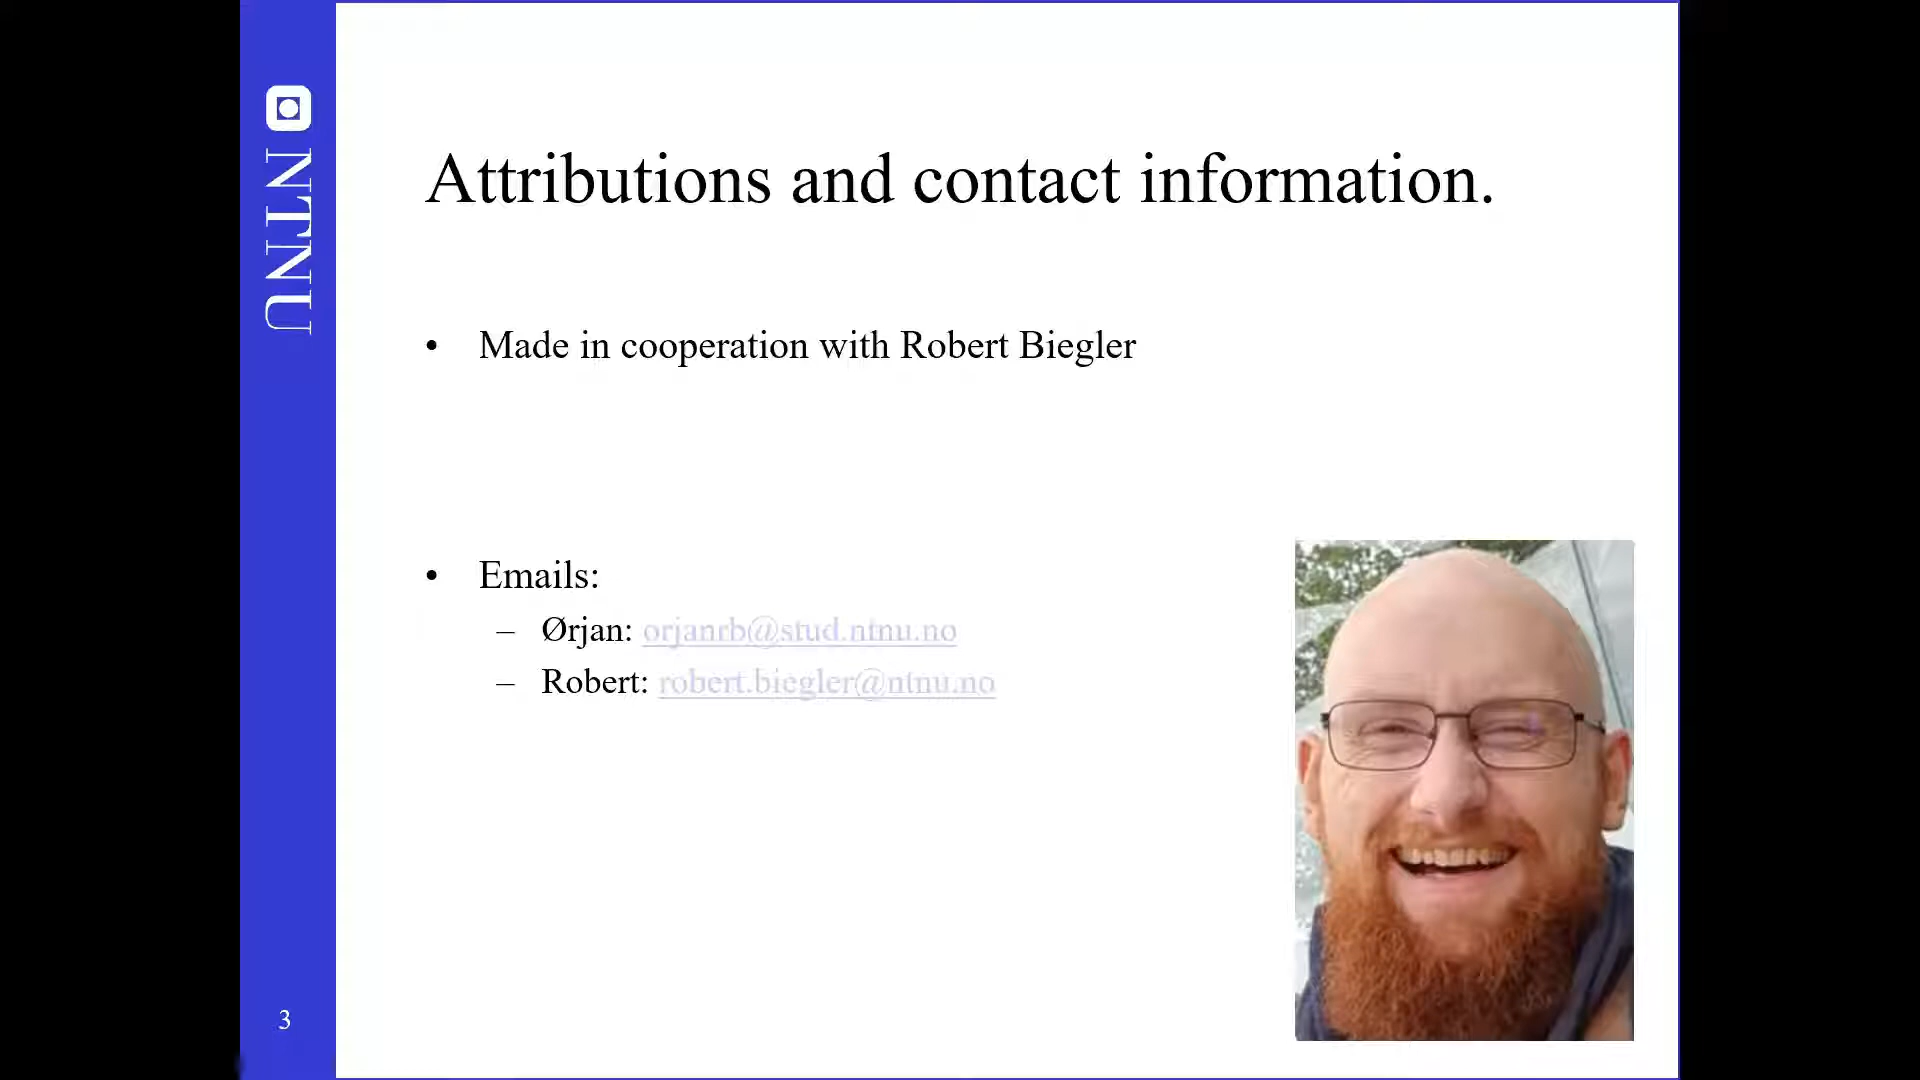 NTNU
Attributions and contact information.
• Made in cooperation with Robert Biegler
• Emails:
– Ørjan: orjanrb@stud.ntnu.no
– Robert: robert.biegler@ntnu.no
3